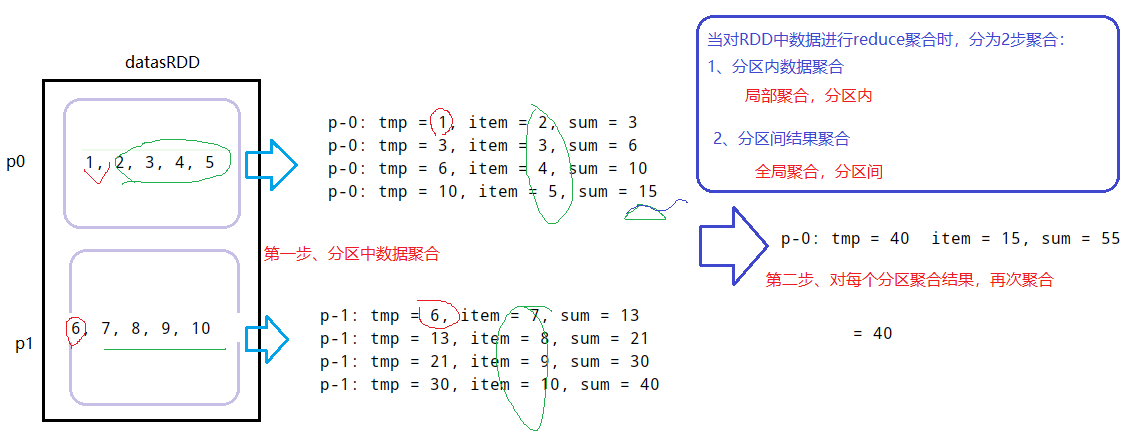 datasRDD
p0
1, 2, 3, 4, 5
p-0: tmp = 1, item = 2, sum = 3
p-0: tmp = 3, item = 3, sum = 6
p-0: tmp = 6, item = 4, sum = 10
p-0: tmp = 10, item = 5, sum = 15
第一步、分区中数据聚合
p1
6, 7, 8, 9, 10
p-1: tmp = 6, item = 7, sum = 13
p-1: tmp = 13, item = 8, sum = 21
p-1: tmp = 21, item = 9, sum = 30
p-1: tmp = 30, item = 10, sum = 40
当对RDD中数据进行reduce聚合时，分为2步聚合：
1、分区内数据聚合
局部聚合，分区内
2、分区间结果聚合
全局聚合，分区间
p-0: tmp = 40  item = 15, sum = 55
第二步、对每个分区聚合结果，再次聚合
= 40